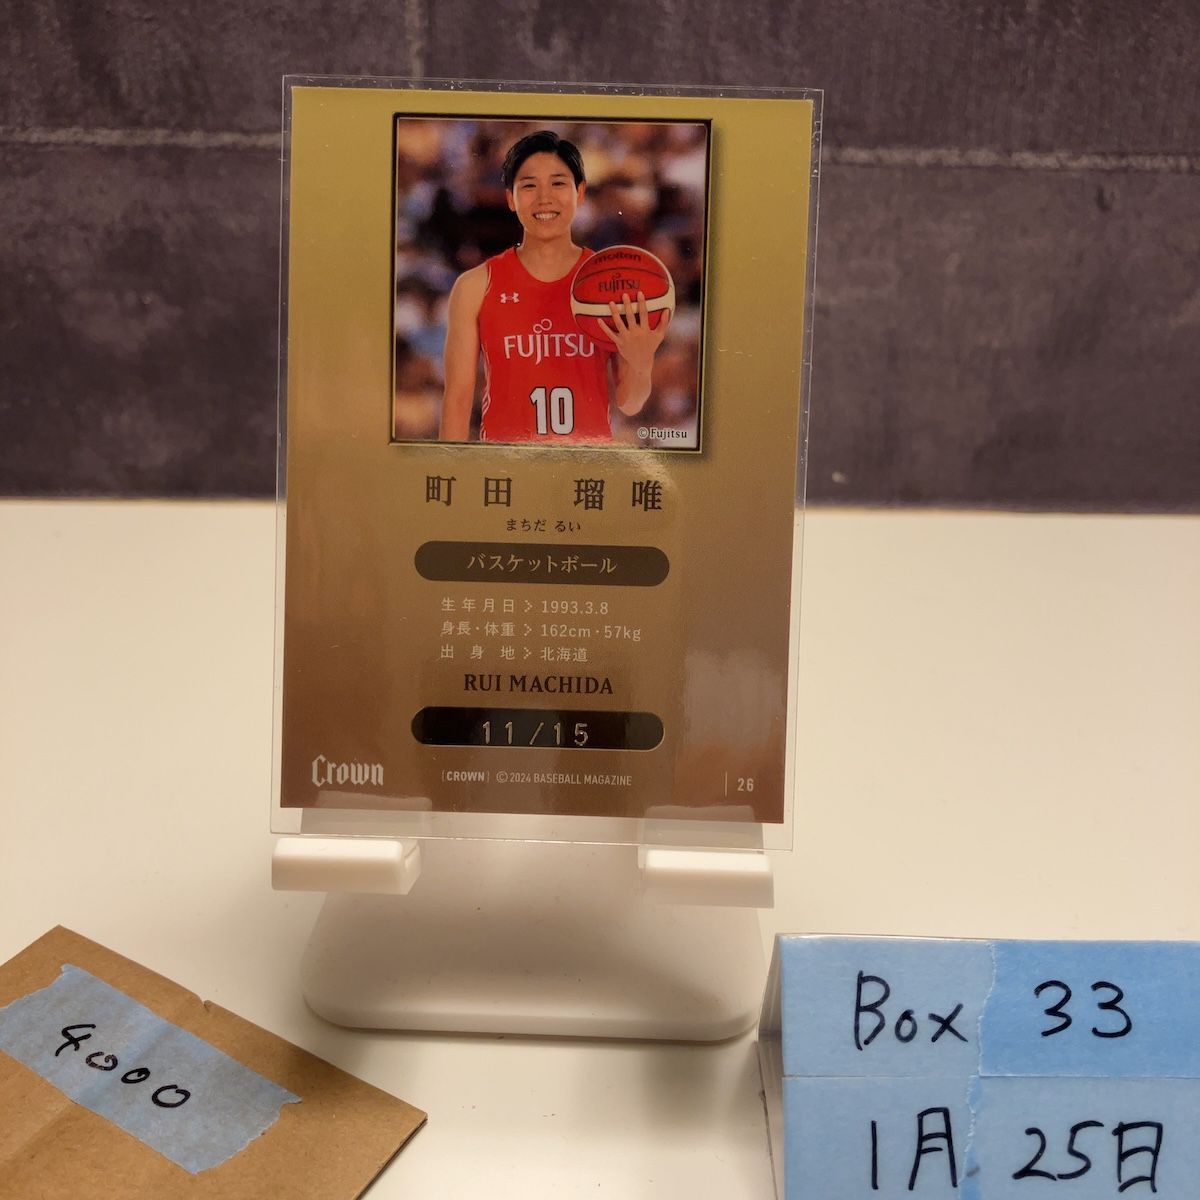 molten
FUJITSU
FUJITSU
10
©Fujitsu
町田 瑠唯
まちだ るい
バスケットボール
生年月日 > 1993.3.8
身長・体重 > 162cm・57kg
出身地 > 北海道
RUI MACHIDA
11/15
Crown
[CROWN] ©2024 BASEBALL MAGAZINE
26
4000
Box 33
1月 25日